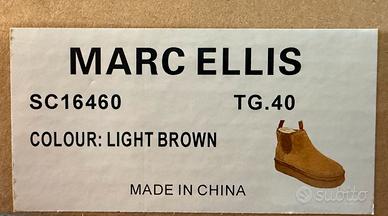 MARC ELLIS
SC16460 TG.40
COLOUR: LIGHT BROWN
MADE IN CHINA
subito